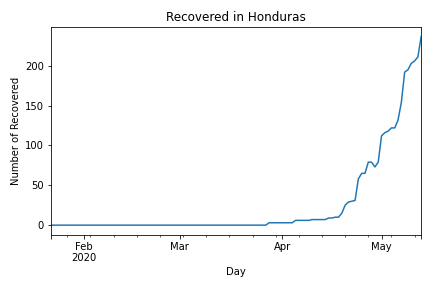 Recovered in Honduras
Number of Recovered
200
150
100
50
0
Feb
2020
Mar
Apr
May
Day